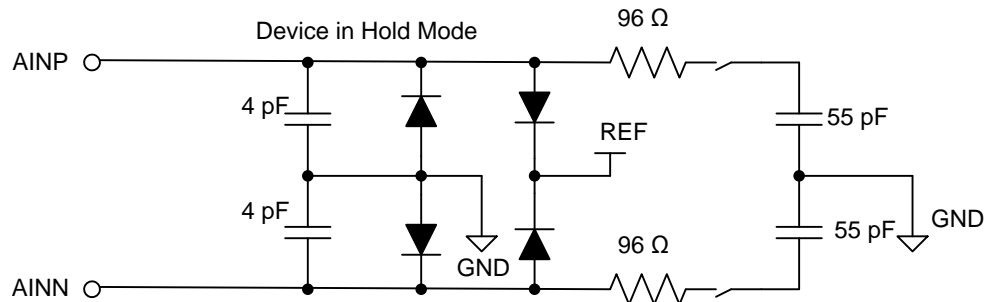 96 Ω
Device in Hold Mode
AINP
4 pF
REF
55 pF
4 pF
GND
96 Ω
55 pF
GND
AINN